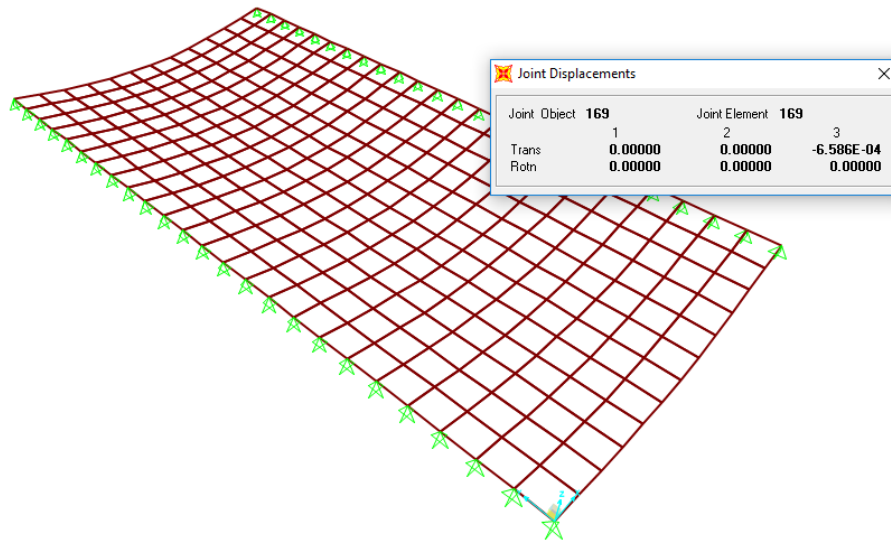 Joint Displacements
Joint Object 169 Joint Element 169
1 2 3
Trans 0.00000 0.00000 -6.586E-04
Rotn 0.00000 0.00000 0.00000